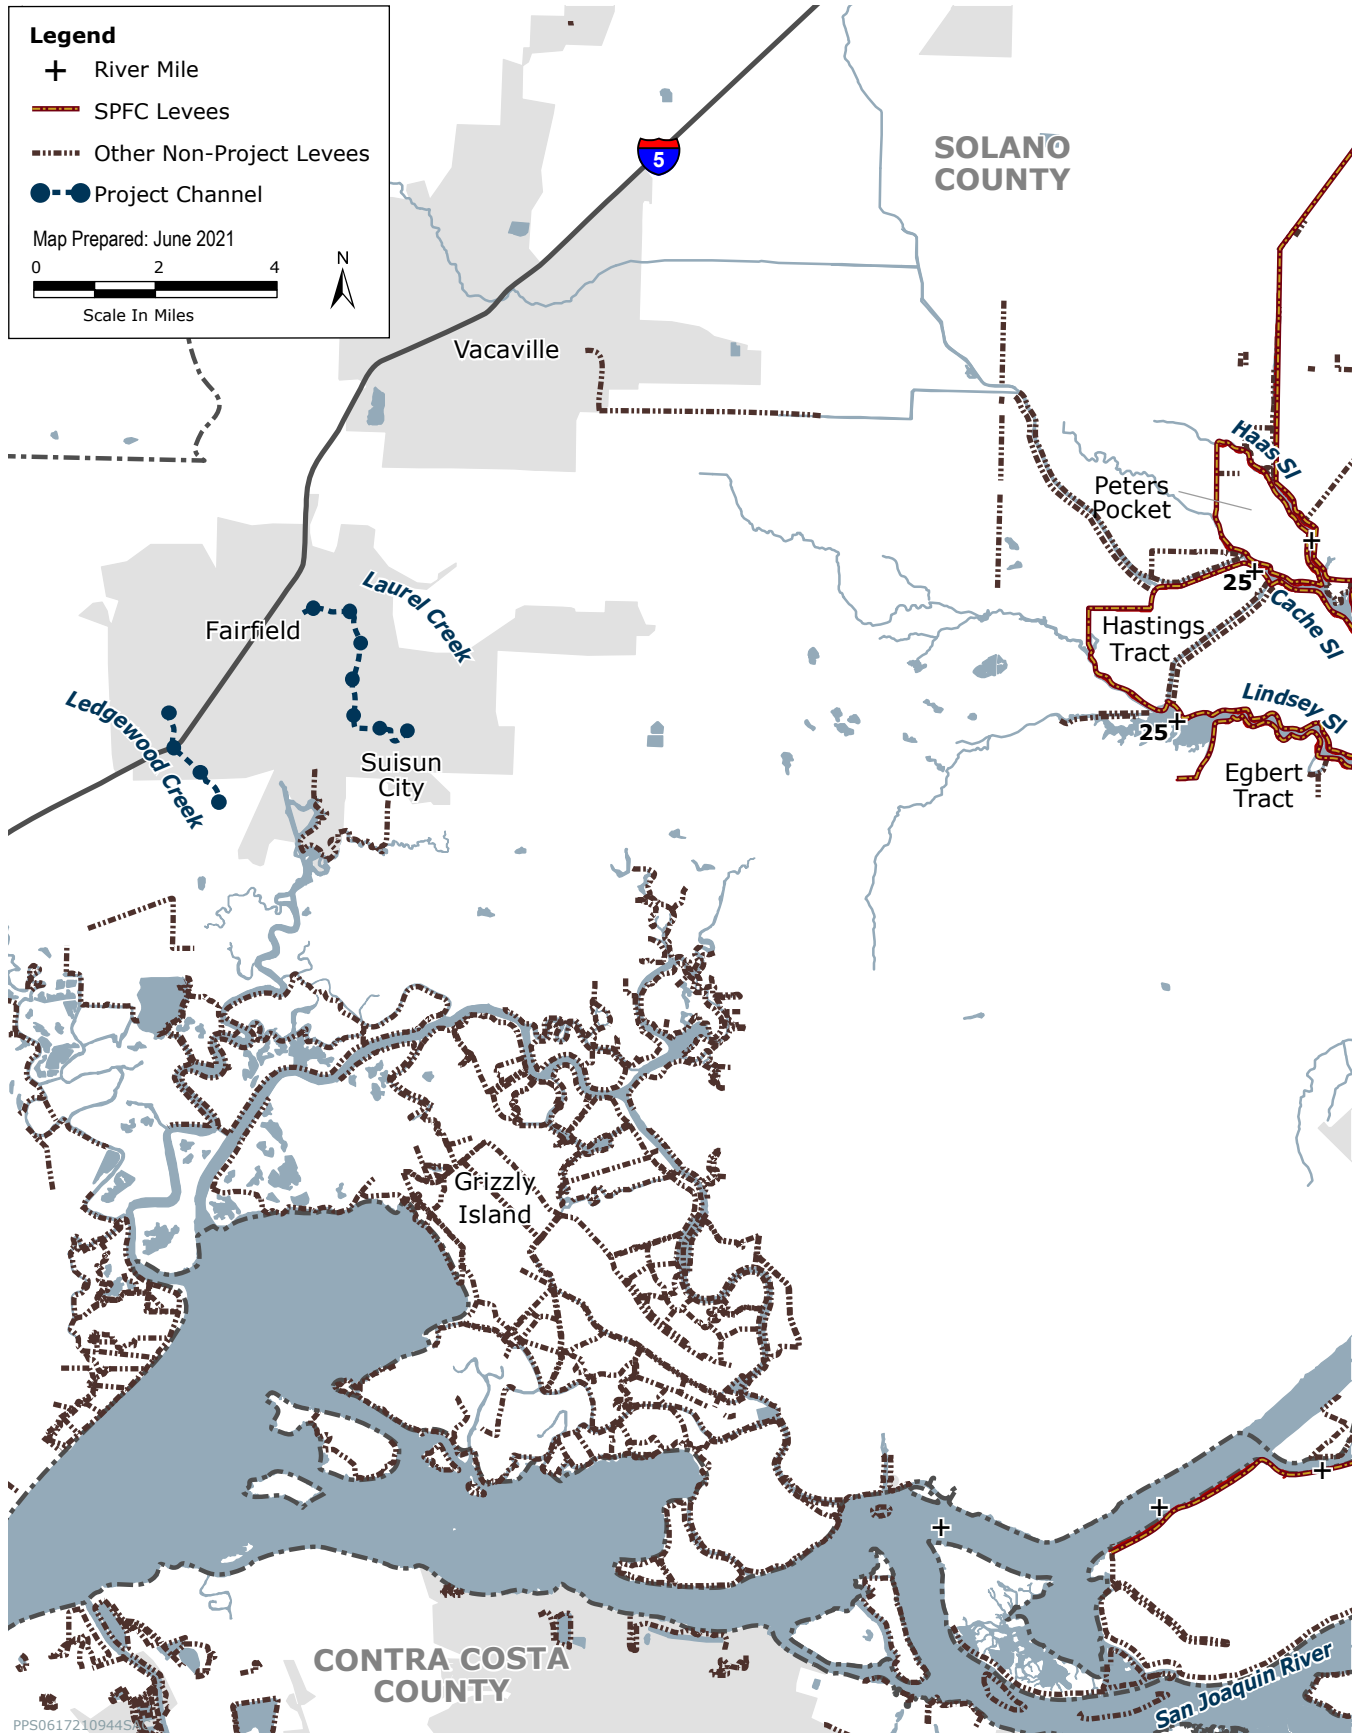 Legend
River Mile
SPFC Levees
Other Non-Project Levees
Project Channel
Map Prepared: June 2021
0 2 4
Scale In Miles
N
5
SOLANO
COUNTY
Vacaville
Haas Sl
Peters
Pocket
25
Cache Sl
Hastings
Tract
Lindsey Sl
25
Egbert
Tract
Laurel Creek
Fairfield
Ledgewood Creek
Suisun
City
Grizzly
Island
CONTRA COSTA
COUNTY
San Joaquin River